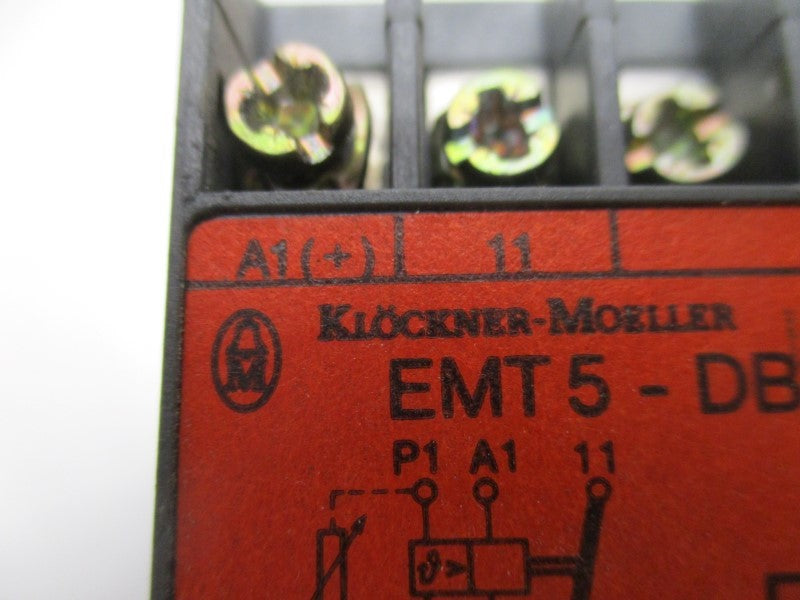 A1(+) 11
KLÖCKNER-MOELLER
M
EMT 5 - DB
P1 A1 11
ϑ>